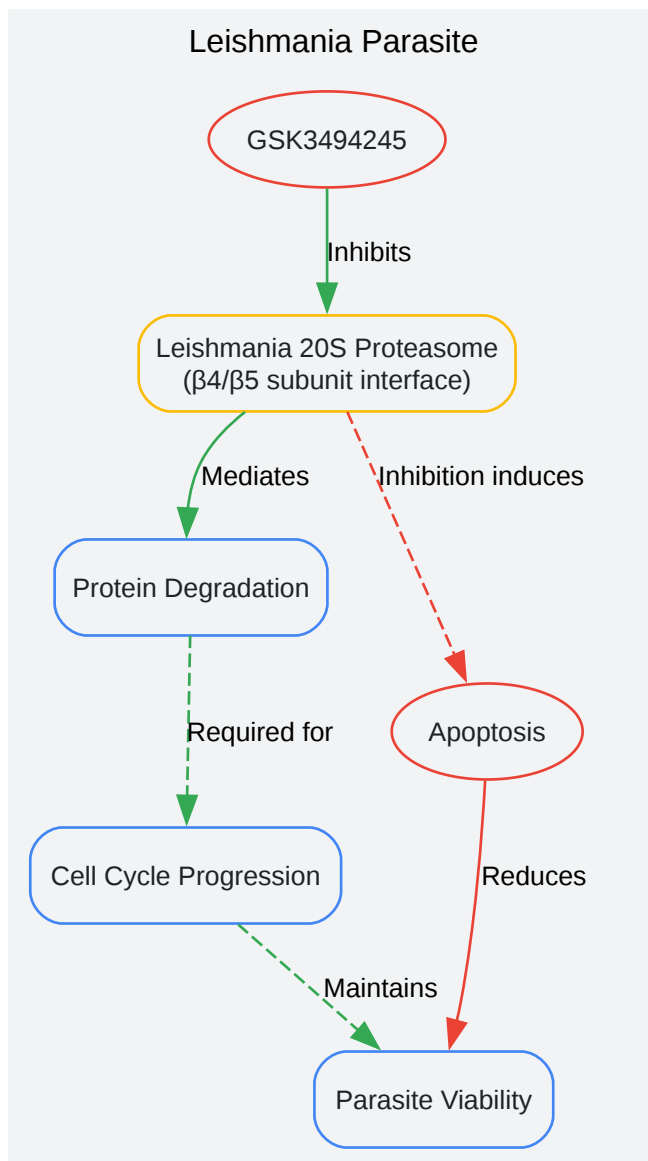 Leishmania Parasite
GSK3494245
Inhibits
Leishmania 20S Proteasome
(β4/β5 subunit interface)
Mediates
Inhibition induces
Protein Degradation
Required for
Apoptosis
Cell Cycle Progression
Reduces
Maintains
Parasite Viability